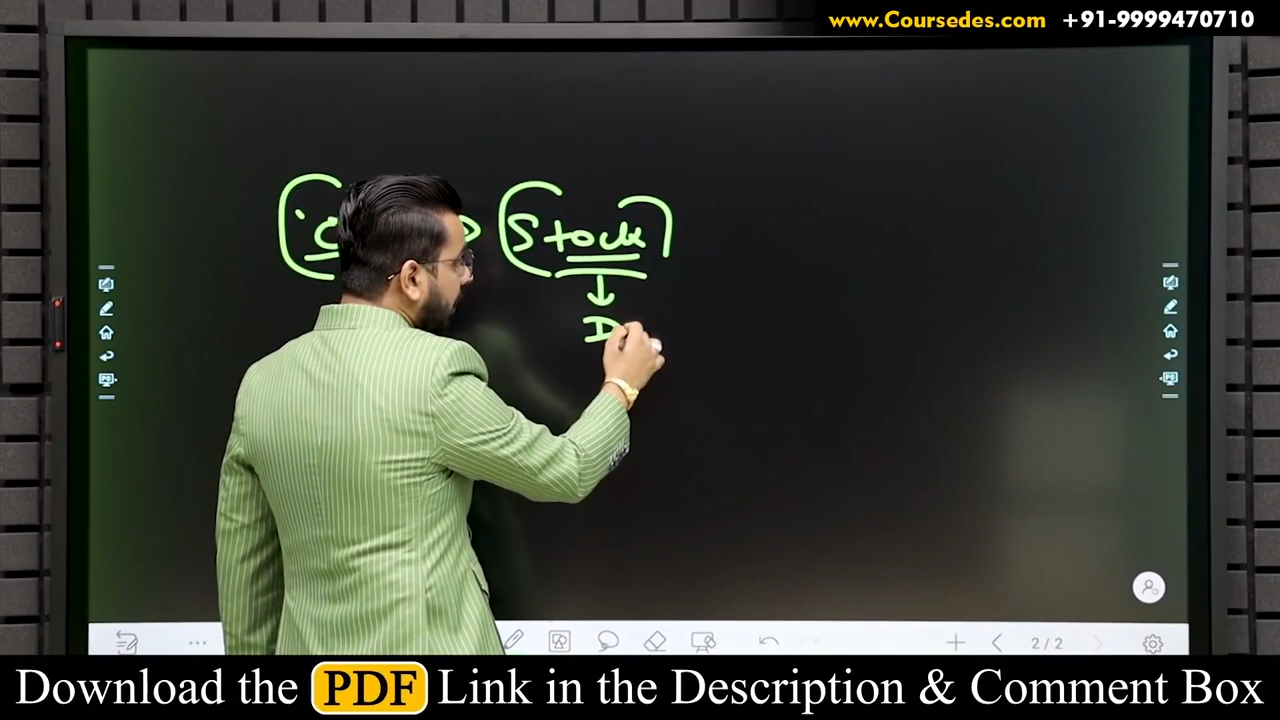 www.Coursedes.com +91-9999470710
Stock
D
2/2
Download the PDF Link in the Description & Comment Box